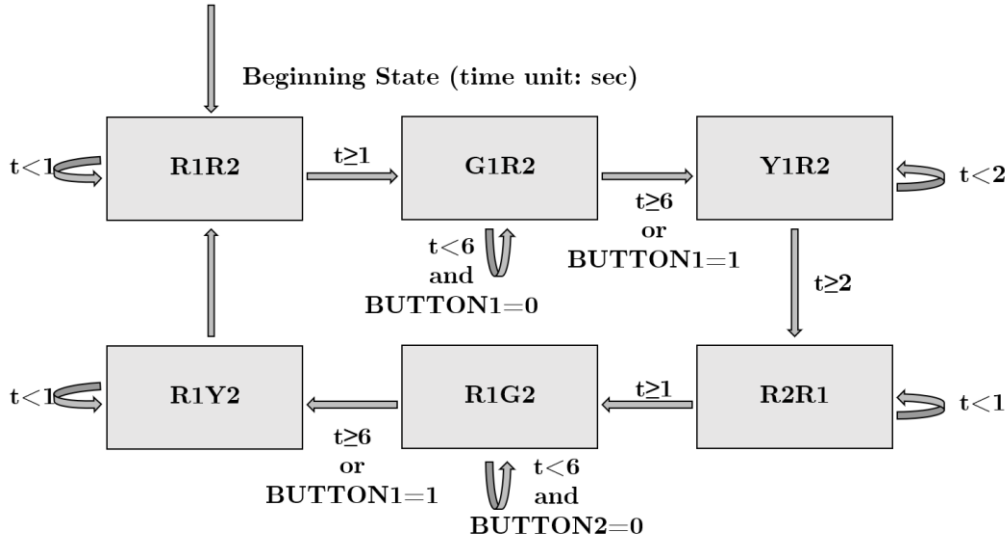 Beginning State (time unit: sec)
t<1
R1R2
t≥1
G1R2
Y1R2
t<2
t<6
and
BUTTON1=0
t≥6
or
BUTTON1=1
t≥2
t<1
R1Y2
R1G2
t≥1
R2R1
t<1
t≥6
or
BUTTON1=1
t<6
and
BUTTON2=0